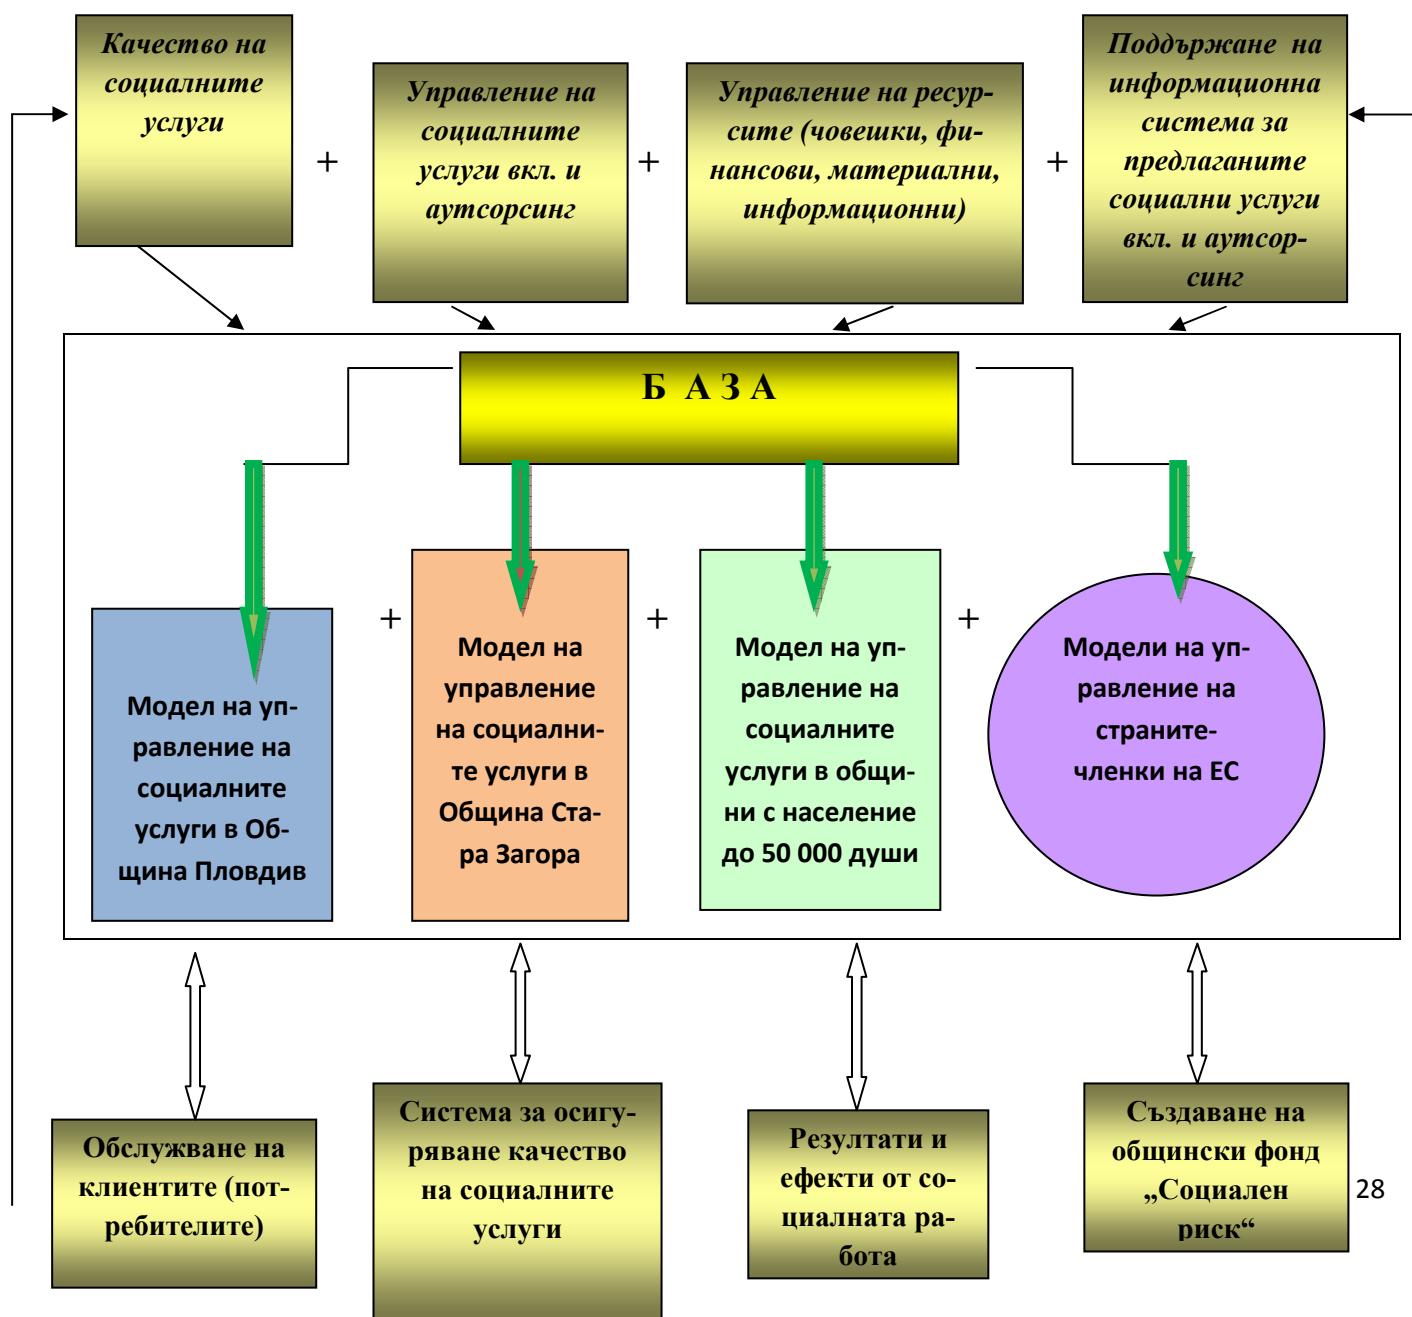 Качество на
социалните
услуги
+
Управление на
социалните
услуги вкл. и
аутсорсинг
+
Управление на ресур-
сите (човешки, фи-
нансови, материални,
информационни)
+
Поддържане на
информационна
система за
предлаганите
социални услуги
вкл. и аутсор-
синг
Б А З А
Модел на уп-
равление на
социалните
услуги в Об-
щина Пловдив
+
Модел на
управление
на социални-
те услуги в
Община Ста-
ра Загора
+
Модел на уп-
равление на
социалните
услуги в общи-
ни с население
до 50 000 души
+
Модели на уп-
равление на
страните-
членки на ЕС
Обслужване на
клиентите (пот-
ребителите)
Система за осигу-
ряване качество
на социалните
услуги
Резултати и
ефекти от со-
циалната ра-
бота
Създаване на
общински фонд
„Социален
риск“
28